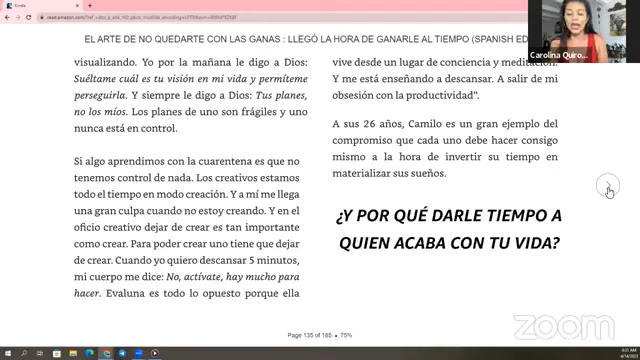 Kindle
EL ARTE DE NO QUEDARTE CON LAS GANAS : LLEGÓ LA HORA DE GANARLE AL TIEMPO (SPANISH ED
visualizando. Yo por la mañana le digo a Dios:
Suéltame cuál es tu visión en mi vida y permíteme
perseguirla. Y siempre le digo a Dios: Tus planes,
no los míos. Los planes de uno son frágiles y uno
nunca está en control.
Si algo aprendimos con la cuarentena es que no
tenemos control de nada. Los creativos estamos
todo el tiempo en modo creación. Y a mí me llega
una gran culpa cuando no estoy creando. Y en el
oficio creativo dejar de crear es tan importante
como crear. Para poder crear uno tiene que dejar
de crear. Cuando yo quiero descansar 5 minutos,
mi cuerpo me dice: No, actívate, hay mucho para
hacer. Evaluna es todo lo opuesto porque ella
vive desde un lugar de conciencia y meditación.
Y me está enseñando a descansar. A salir de mi
obsesión con la productividad".
A sus 26 años, Camilo es un gran ejemplo del
compromiso que cada uno debe hacer consigo
mismo a la hora de invertir su tiempo en
materializar sus sueños.
¿Y POR QUÉ DARLE TIEMPO A
QUIEN ACABA CON TU VIDA?
Page 135 of 185 • 75%
Carolina Quiro...
zoom
9:31 AM